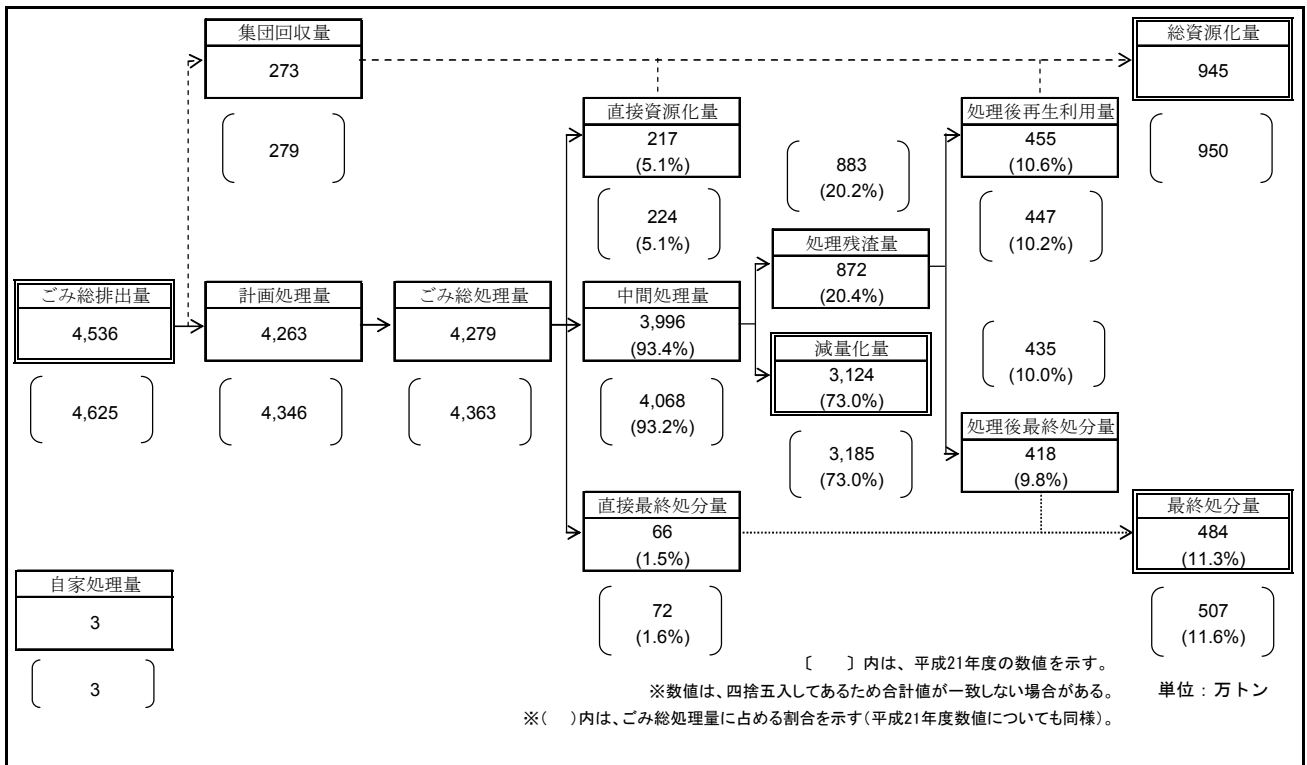 集団回収量
273
279
総資源化量
945
950
直接資源化量
217
(5.1%)
224
(5.1%)
883
(20.2%)
処理後再生利用量
455
(10.6%)
447
(10.2%)
ごみ総排出量
4,536
4,625
計画処理量
4,263
4,346
ごみ総処理量
4,279
4,363
中間処理量
3,996
(93.4%)
4,068
(93.2%)
処理残渣量
872
(20.4%)
減量化量
3,124
(73.0%)
3,185
(73.0%)
435
(10.0%)
処理後最終処分量
418
(9.8%)
直接最終処分量
66
(1.5%)
72
(1.6%)
最終処分量
484
(11.3%)
507
(11.6%)
自家処理量
3
3
〔　　〕内は、平成21年度の数値を示す。
※数値は、四捨五入してあるため合計値が一致しない場合がある。
単位：万トン
※(　)内は、ごみ総処理量に占める割合を示す(平成21年度数値についても同様)。